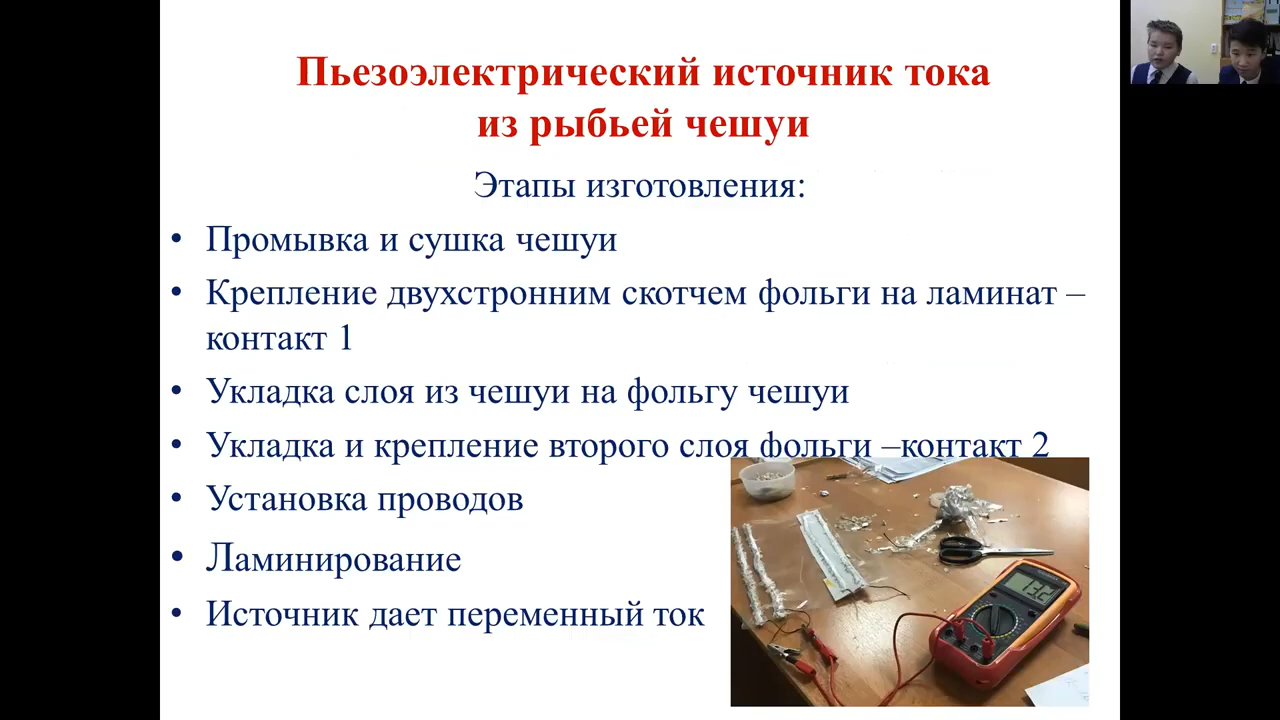 Пьезоэлектрический источник тока
из рыбьей чешуи
Этапы изготовления:
• Промывка и сушка чешуи
• Крепление двухстронним скотчем фольги на ламинат –
контакт 1
• Укладка слоя из чешуи на фольгу чешуи
• Укладка и крепление второго слоя фольги –контакт 2
• Установка проводов
• Ламинирование
• Источник дает переменный ток